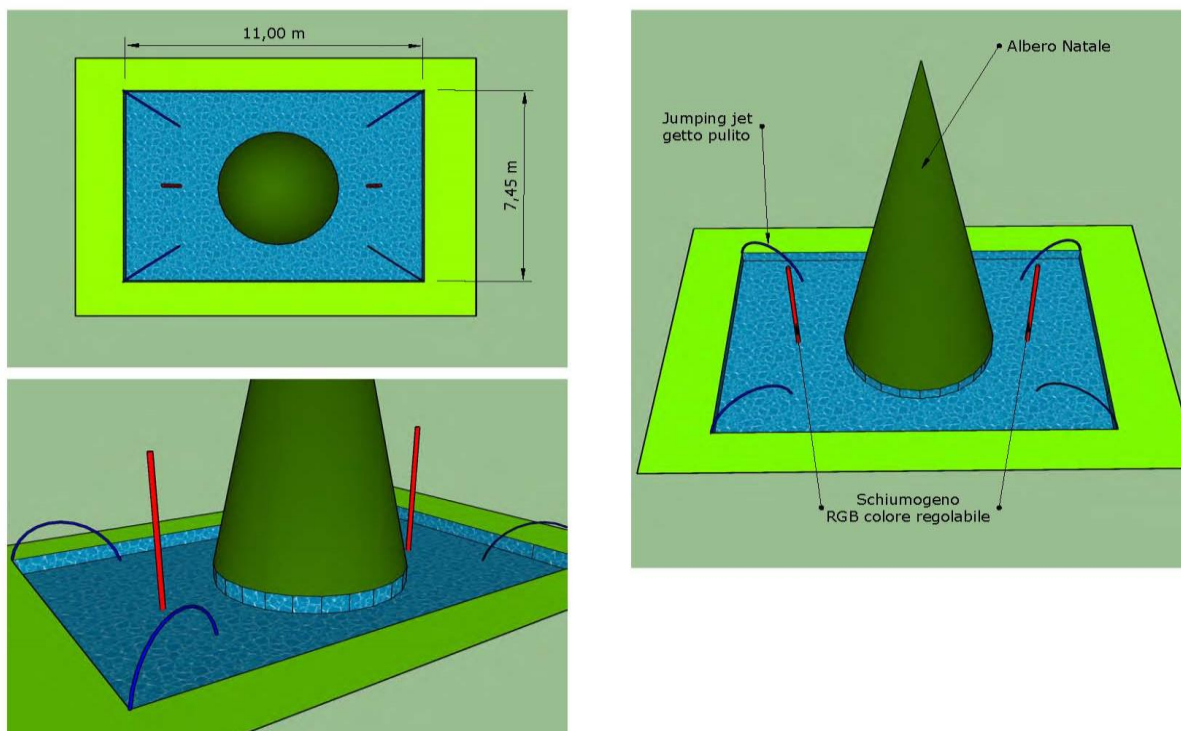 11,00 m
7,45 m
Albero Natale
Jumping jet
getto pulito
Schiumogeno
RGB colore regolabile